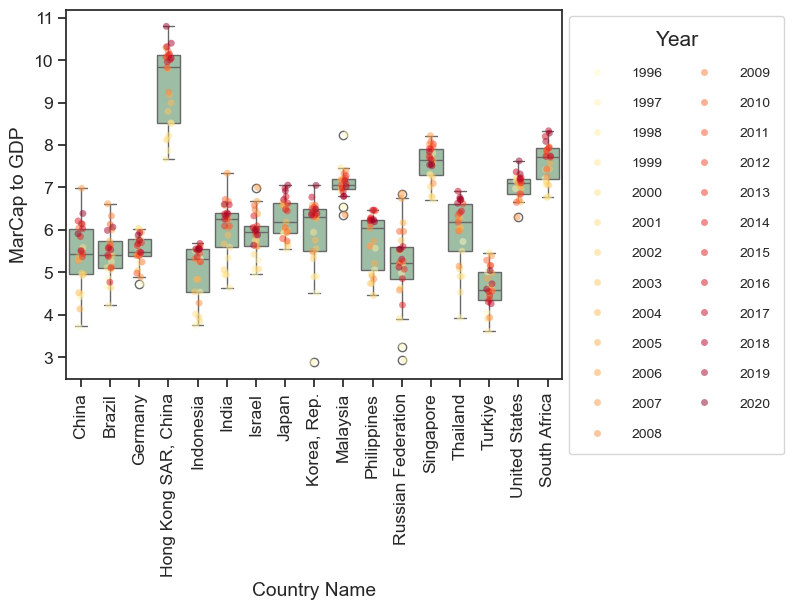 11
10
9
8
7
6
5
4
3
MarCap to GDP
China
Brazil
Germany
Hong Kong SAR, China
Indonesia
India
Israel
Japan
Korea, Rep.
Malaysia
Philippines
Russian Federation
Singapore
Thailand
Turkiye
United States
South Africa
Country Name
Year
1996
1997
1998
1999
2000
2001
2002
2003
2004
2005
2006
2007
2008
2009
2010
2011
2012
2013
2014
2015
2016
2017
2018
2019
2020